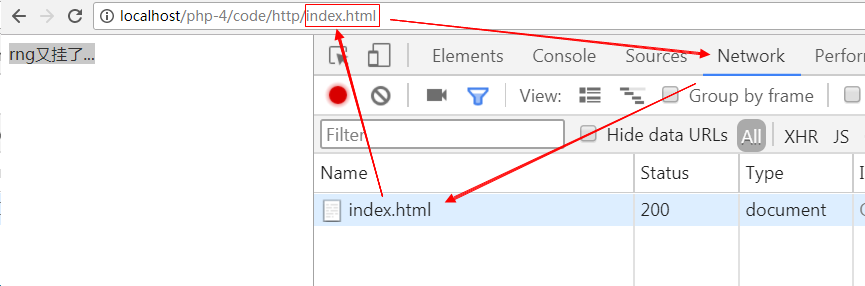 localhost/php-4/code/http/index.html
rng又挂了...
Elements Console Sources Network Perfor
View: Group by frame
Filter Hide data URLs All XHR JS
Name Status Type
index.html 200 document